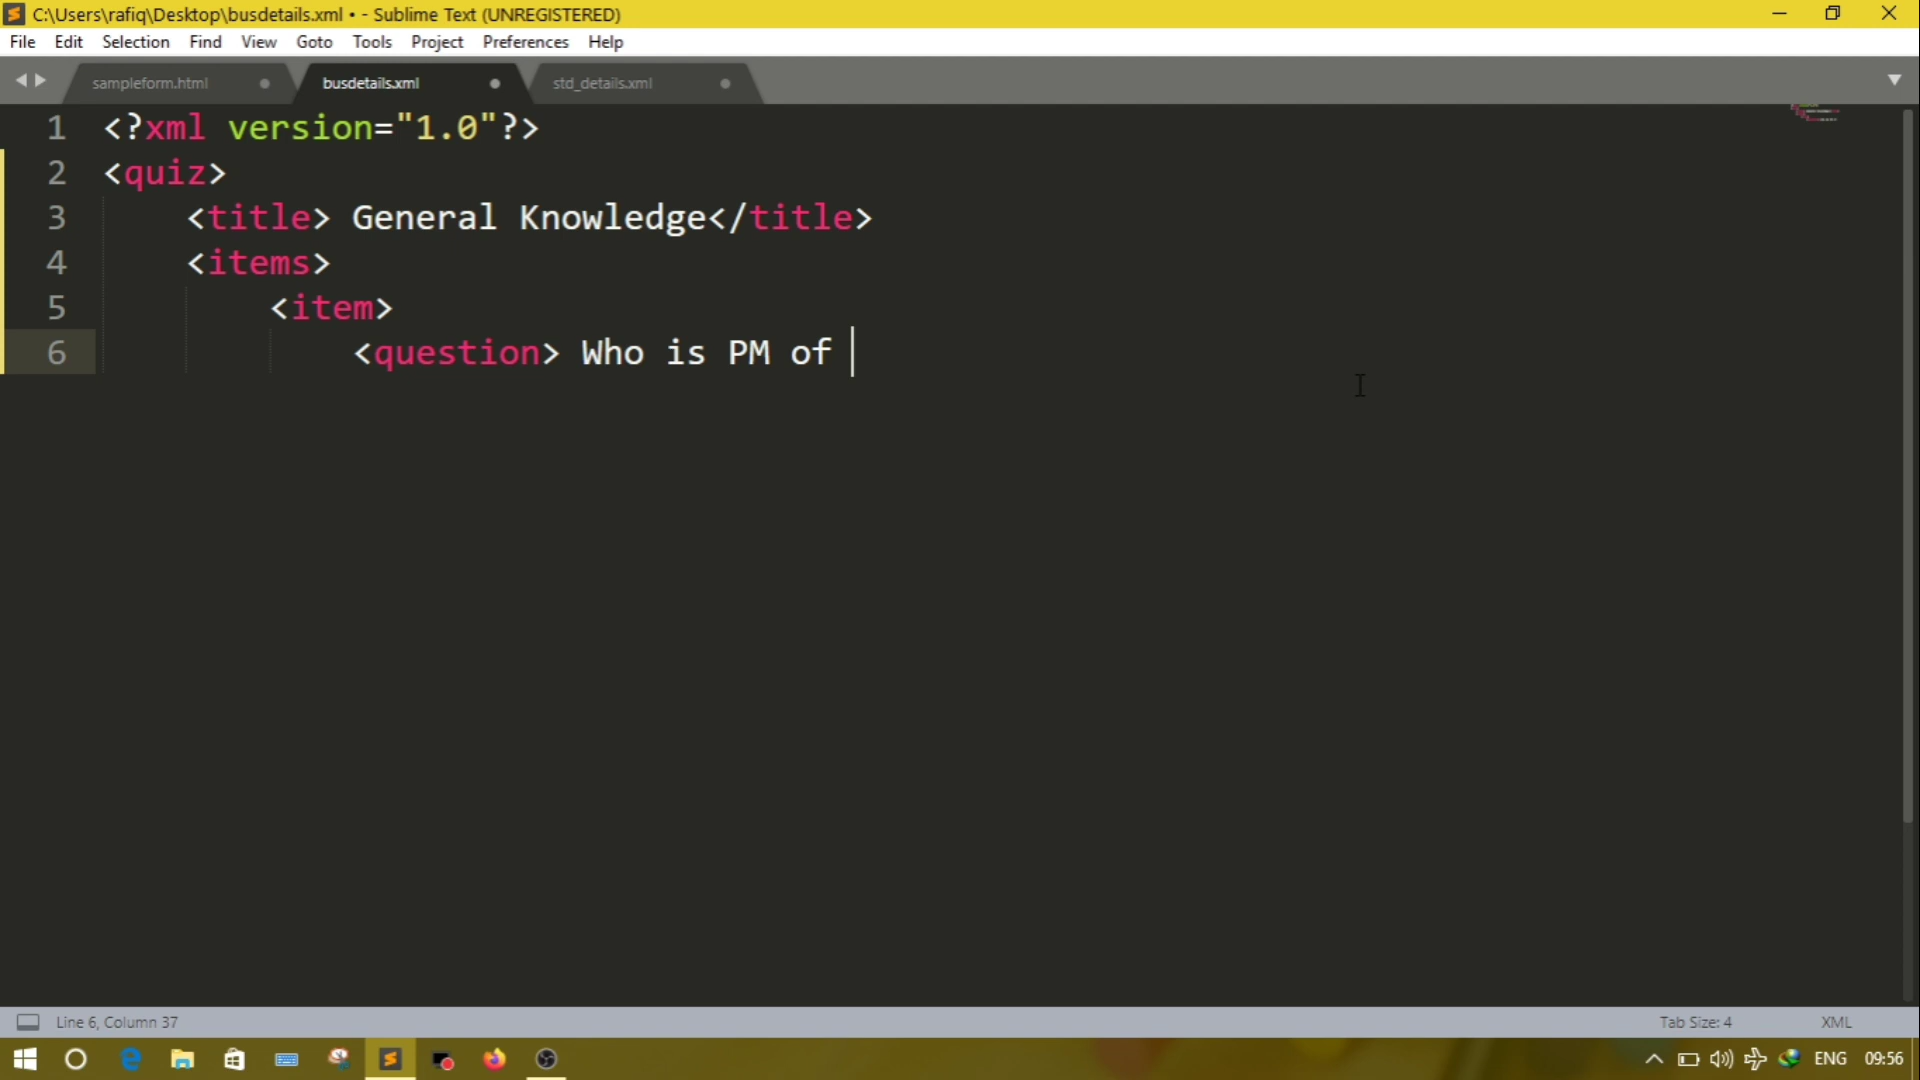 C:\Users\rafiq\Desktop\busdetails.xml • - Sublime Text (UNREGISTERED)
File Edit Selection Find View Goto Tools Project Preferences Help
sampleform.html busdetails.xml std_details.xml
1 <?xml version="1.0"?>
2 <quiz>
3 <title> General Knowledge</title>
4 <items>
5 <item>
6 <question> Who is PM of
Line 6, Column 37 Tab Size: 4 XML
ENG 09:56